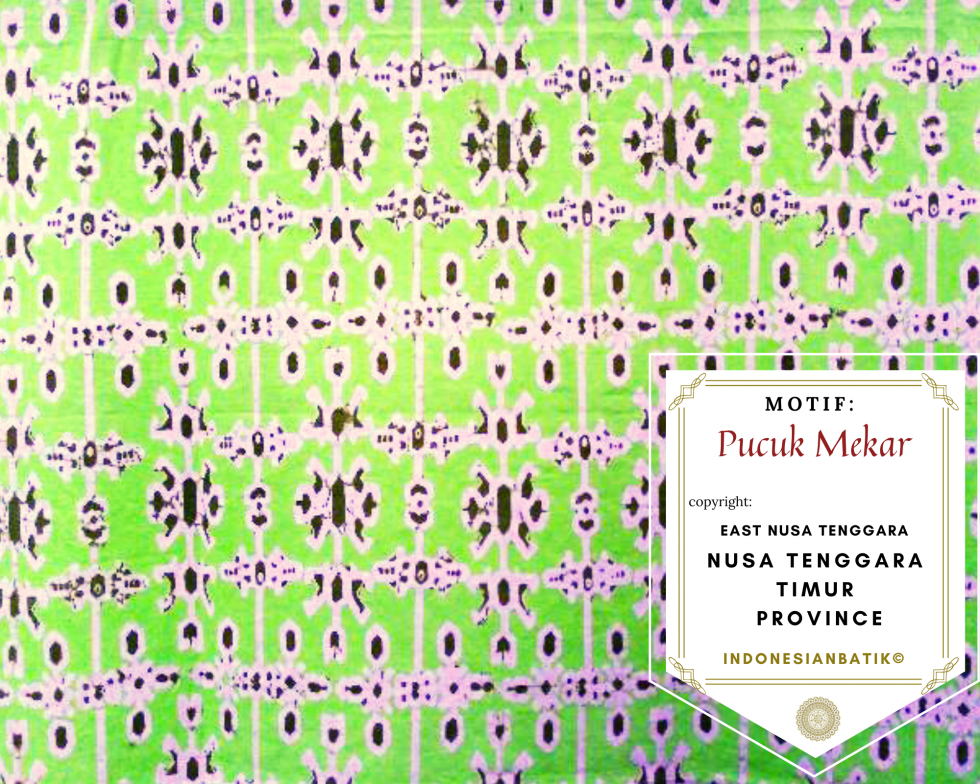 MOTIF:
Pucuk Mekar
copyright:
EAST NUSA TENGGARA
NUSA TENGGARA
TIMUR
PROVINCE
INDONESIANBATIK©